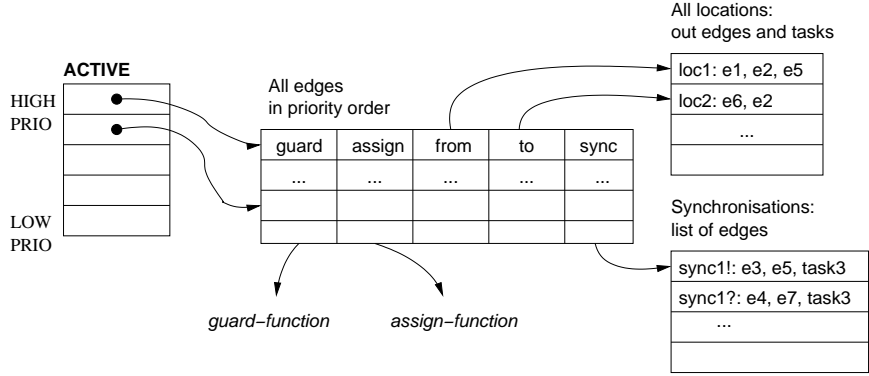 All locations:
out edges and tasks
ACTIVE
HIGH
PRIO
LOW
PRIO
All edges
in priority order
guard assign from to sync
... ... ... ... ...
loc1: e1, e2, e5
loc2: e6, e2
...
Synchronisations:
list of edges
sync1!: e3, e5, task3
sync1?: e4, e7, task3
...
guard-function
assign-function